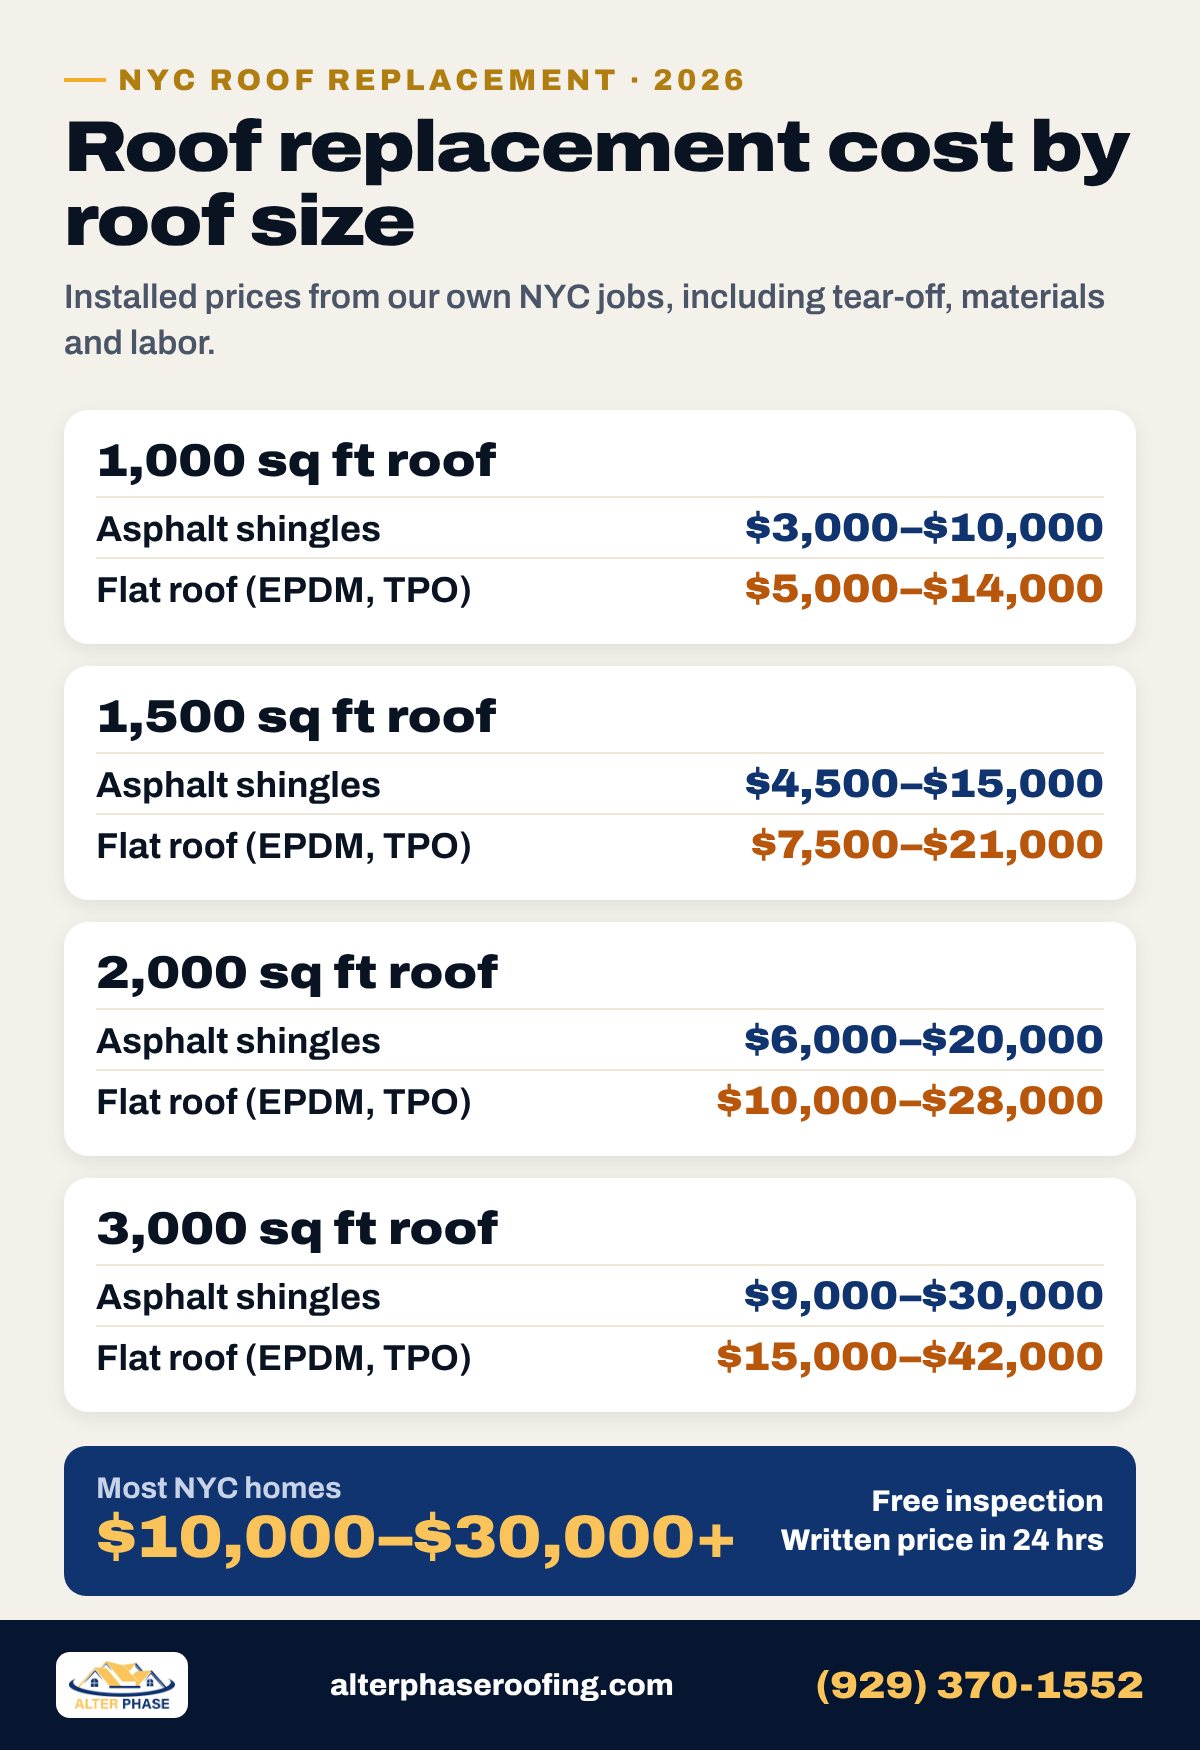 NYC ROOF REPLACEMENT · 2026
Roof replacement cost by
roof size
Installed prices from our own NYC jobs, including tear-off, materials
and labor.
1,000 sq ft roof
Asphalt shingles $3,000–$10,000
Flat roof (EPDM, TPO) $5,000–$14,000
1,500 sq ft roof
Asphalt shingles $4,500–$15,000
Flat roof (EPDM, TPO) $7,500–$21,000
2,000 sq ft roof
Asphalt shingles $6,000–$20,000
Flat roof (EPDM, TPO) $10,000–$28,000
3,000 sq ft roof
Asphalt shingles $9,000–$30,000
Flat roof (EPDM, TPO) $15,000–$42,000
Most NYC homes
$10,000–$30,000+
Free inspection
Written price in 24 hrs
ALTER PHASE
alterphaseroofing.com
(929) 370-1552